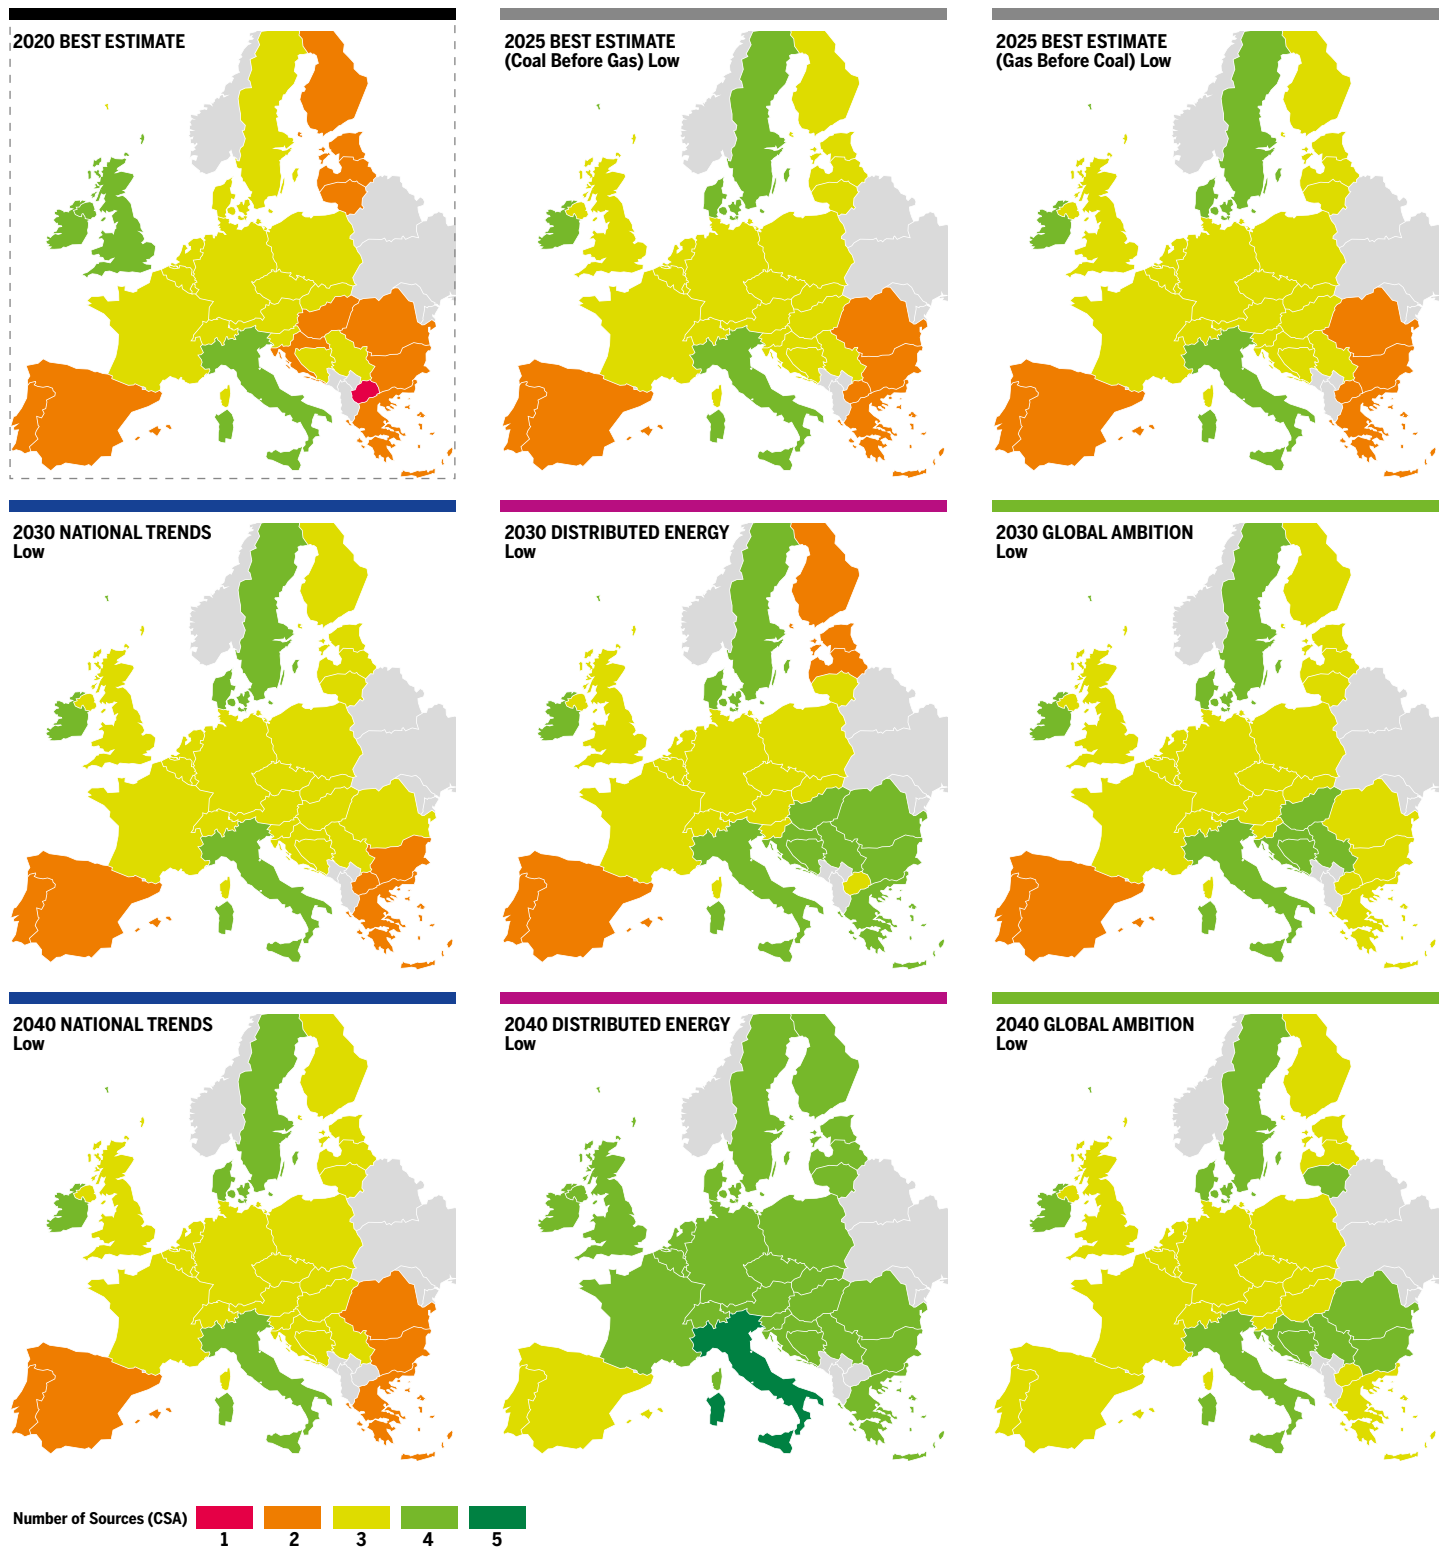 2020 BEST ESTIMATE
2025 BEST ESTIMATE
(Coal Before Gas) Low
2025 BEST ESTIMATE
(Gas Before Coal) Low
2030 NATIONAL TRENDS
Low
2030 DISTRIBUTED ENERGY
Low
2030 GLOBAL AMBITION
Low
2040 NATIONAL TRENDS
Low
2040 DISTRIBUTED ENERGY
Low
2040 GLOBAL AMBITION
Low
Number of Sources (CSA)
1 2 3 4 5